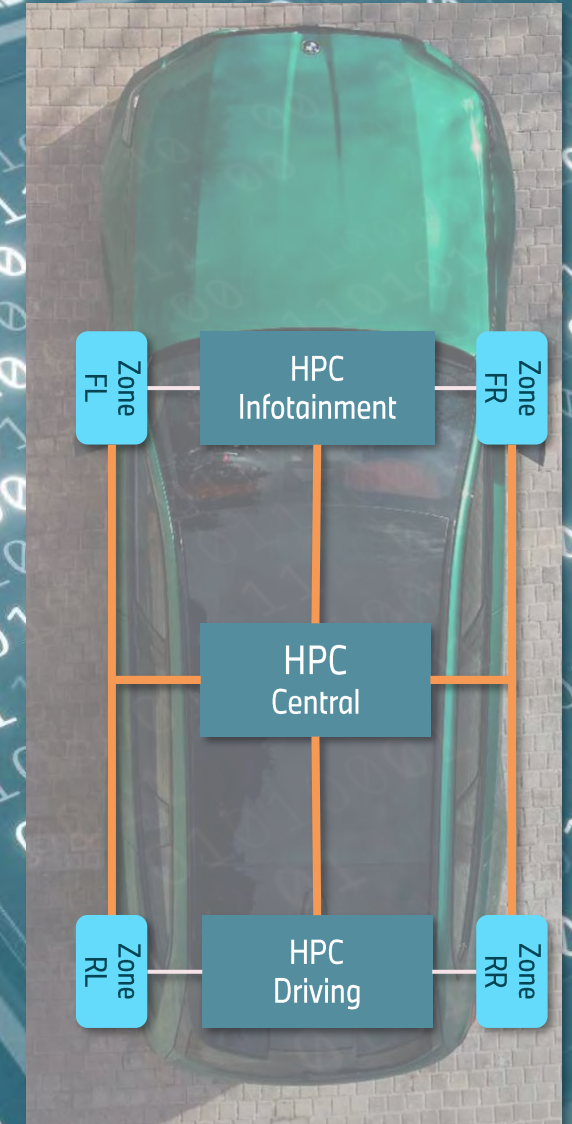 Zone
FL
HPC
Infotainment
Zone
FR
HPC
Central
Zone
RL
HPC
Driving
Zone
RR